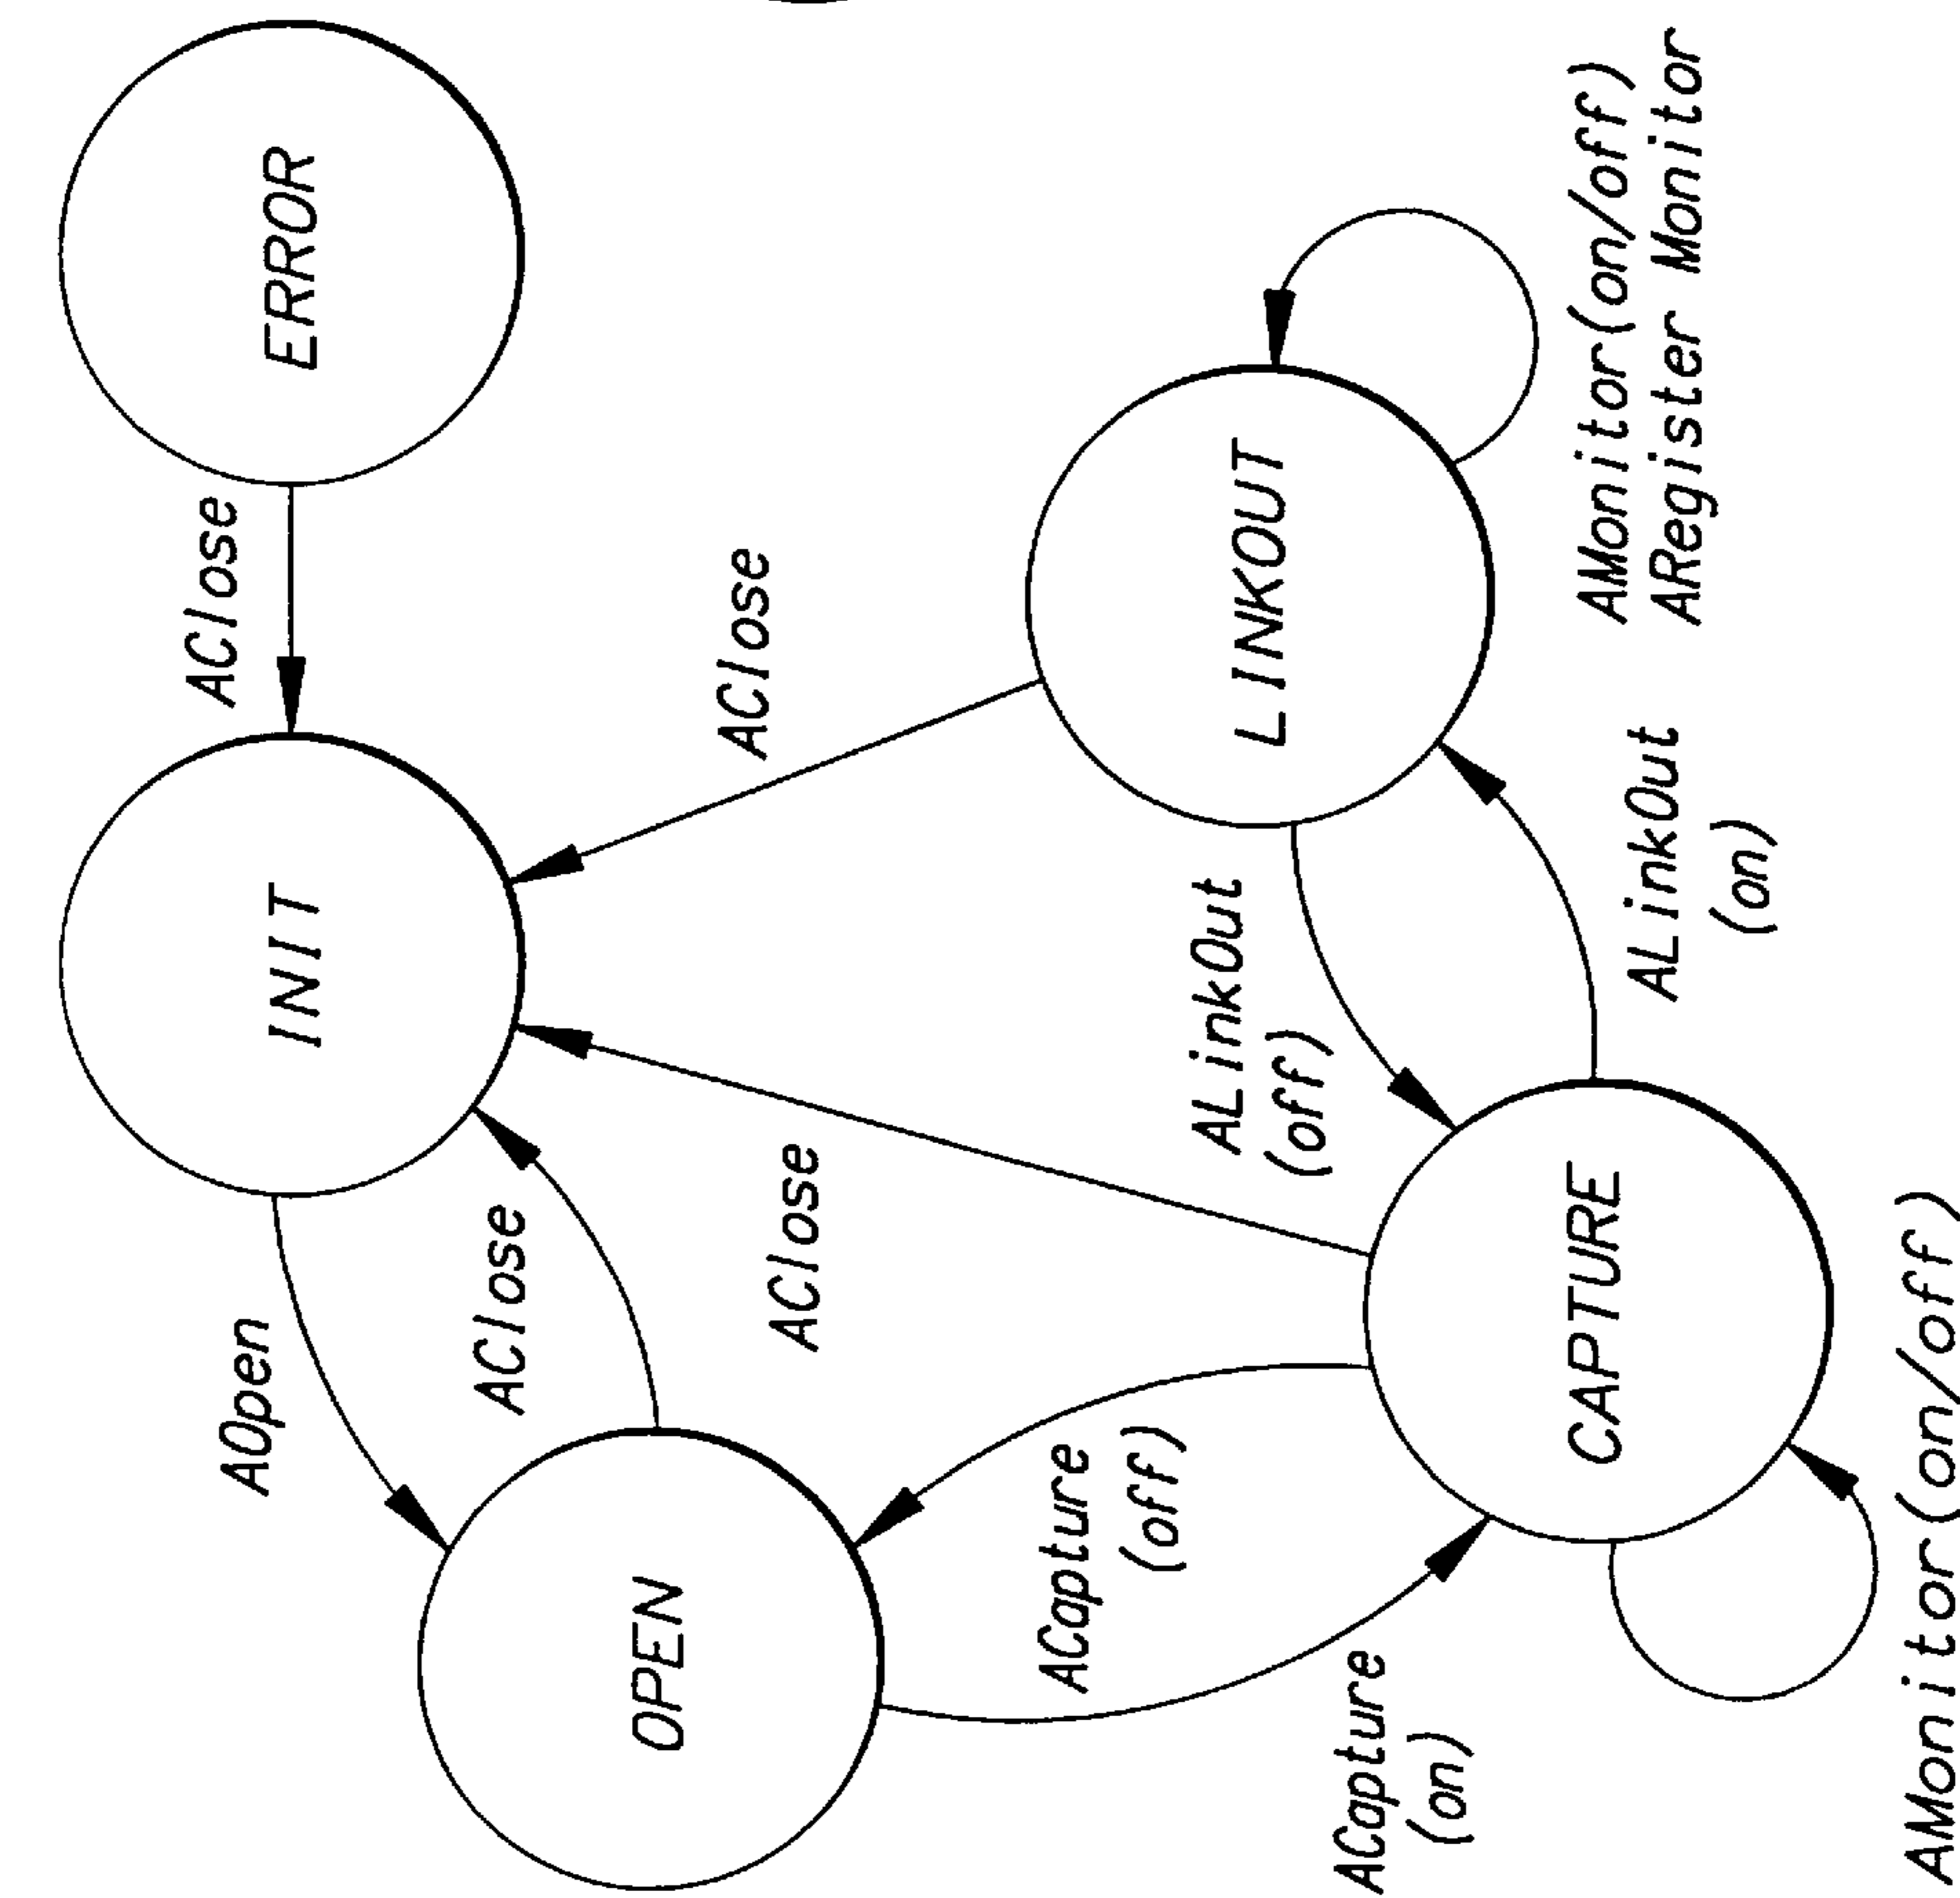 ERROR
AClose
INIT
AClose
AOpen
AClose
AClose
OPEN
LINKOUT
AMonitor(on/off)
ARegister Monitor
ALinkOut
(off)
ALinkOut
(on)
ACapture
(off)
CAPTURE
ACapture
(on)
AMonitor(on/off)